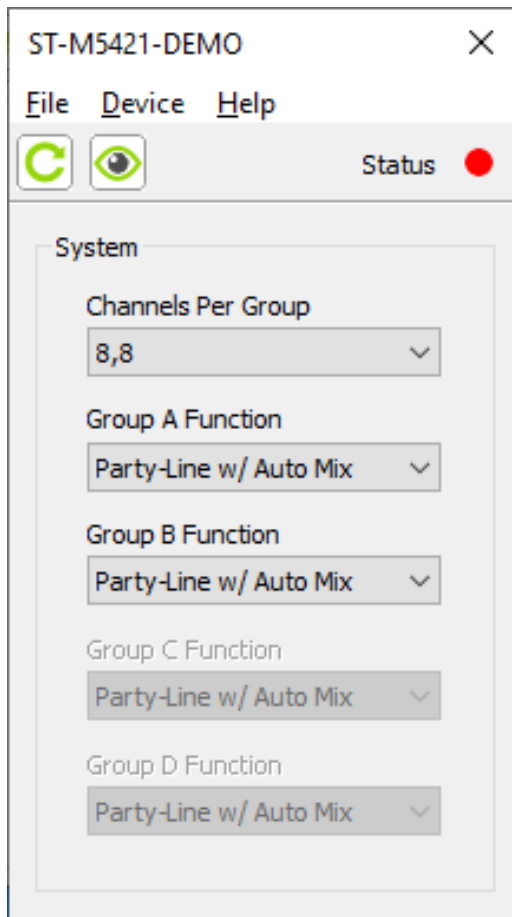 ST-M5421-DEMO
File Device Help
Status
System
Channels Per Group
8,8
Group A Function
Party-Line w/ Auto Mix
Group B Function
Party-Line w/ Auto Mix
Group C Function
Party-Line w/ Auto Mix
Group D Function
Party-Line w/ Auto Mix